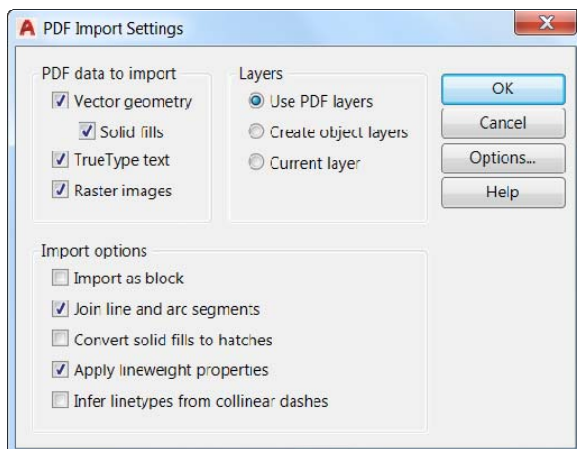 PDF Import Settings
PDF data to import
Vector geometry
Solid fills
TrueType text
Raster images
Layers
Use PDF layers
Create object layers
Current layer
OK
Cancel
Options...
Help
Import options
Import as block
Join line and arc segments
Convert solid fills to hatches
Apply lineweight properties
Infer linetypes from collinear dashes